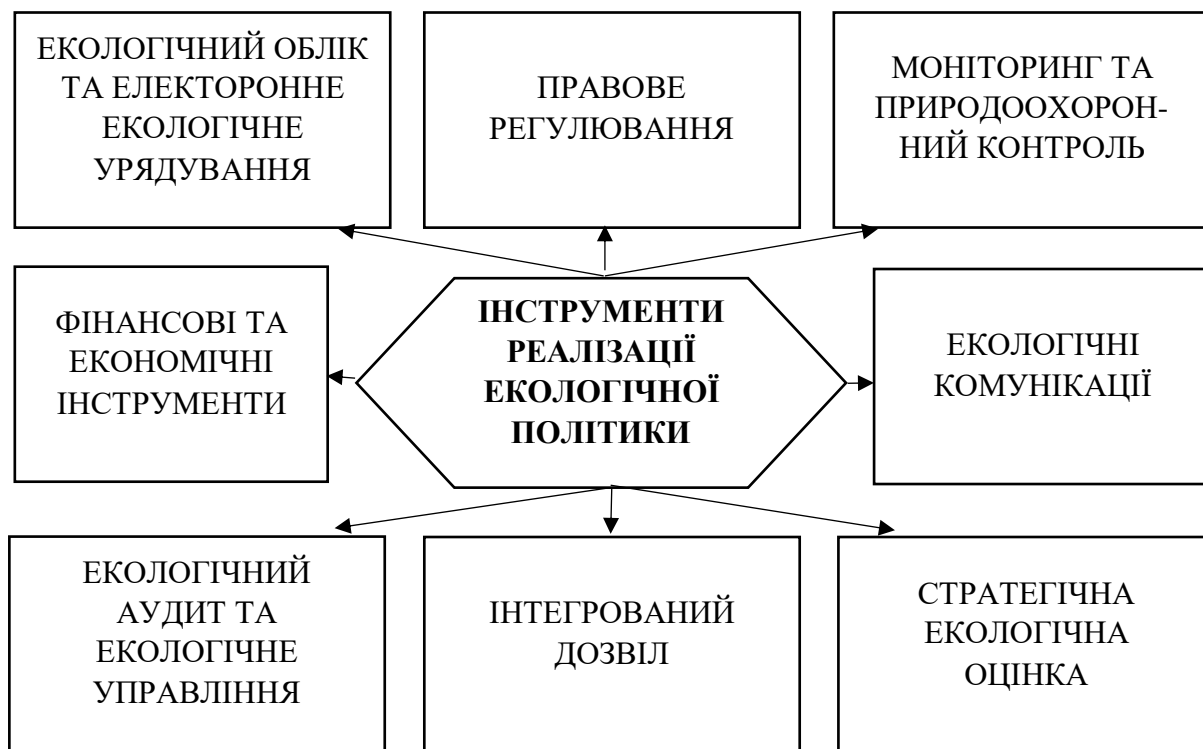 ЕКОЛОГІЧНИЙ ОБЛІК
ТА ЕЛЕКТОРОННЕ
ЕКОЛОГІЧНЕ
УРЯДУВАННЯ
ПРАВОВЕ
РЕГУЛЮВАННЯ
МОНІТОРИНГ ТА
ПРИРОДООХОРОН-
НИЙ КОНТРОЛЬ
ФІНАНСОВІ ТА
ЕКОНОМІЧНІ
ІНСТРУМЕНТИ
ІНСТРУМЕНТИ
РЕАЛІЗАЦІЇ
ЕКОЛОГІЧНОЇ
ПОЛІТИКИ
ЕКОЛОГІЧНІ
КОМУНІКАЦІЇ
ЕКОЛОГІЧНИЙ
АУДИТ ТА
ЕКОЛОГІЧНЕ
УПРАВЛІННЯ
ІНТЕГРОВАНИЙ
ДОЗВІЛ
СТРАТЕГІЧНА
ЕКОЛОГІЧНА
ОЦІНКА